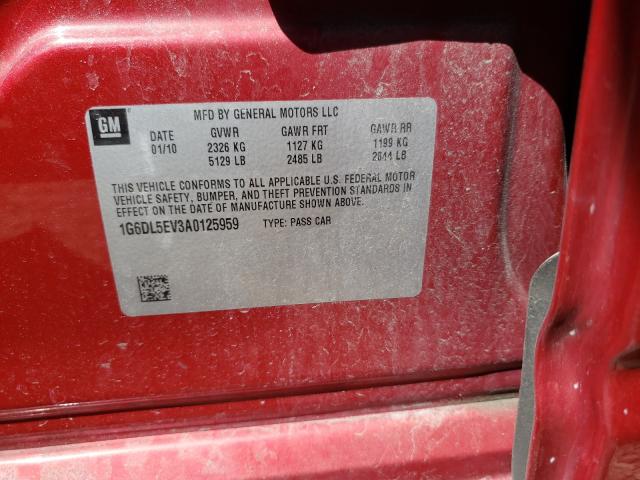 MFD BY GENERAL MOTORS LLC
GM
DATE GVWR GAWR FRT GAWR RR
01/10 2326 KG 1127 KG 1199 KG
5129 LB 2485 LB 2644 LB
THIS VEHICLE CONFORMS TO ALL APPLICABLE U.S. FEDERAL MOTOR
VEHICLE SAFETY, BUMPER, AND THEFT PREVENTION STANDARDS IN
EFFECT ON THE DATE OF MANUFACTURE SHOWN ABOVE.
1G6DL5EV3A0125959 TYPE: PASS CAR